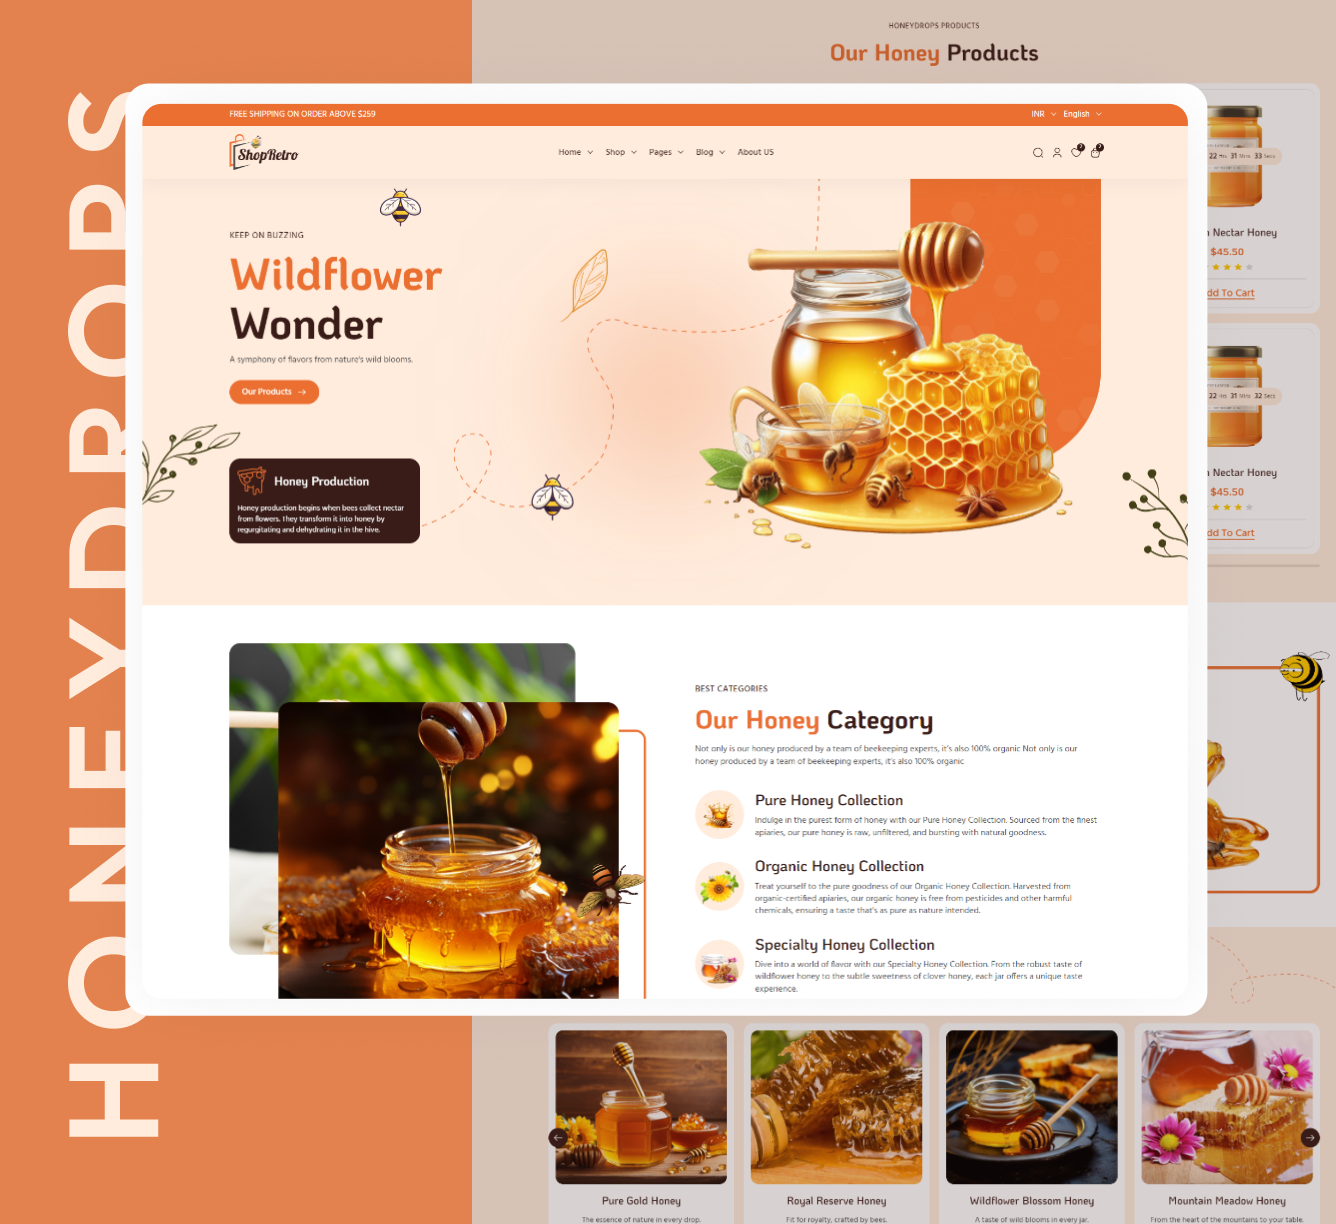 HONEYDROPS
HONEYDROPS PRODUCTS
Our Honey Products
FREE SHIPPING ON ORDER ABOVE $259
INR English
ShopRetro
Home Shop Pages Blog About US
KEEP ON BUZZING
Wildflower
Wonder
A symphony of flavors from nature's wild blooms.
Our Products
Honey Production
Honey production begins when bees collect nectar
from flowers. They transform it into honey by
regurgitating and dehydrating it in the hive.
22 Hrs 31 Mins 33 Secs
Nectar Honey
$45.50
dd To Cart
22 Hrs 31 Mins 32 Secs
Nectar Honey
$45.50
dd To Cart
BEST CATEGORIES
Our Honey Category
Not only is our honey produced by a team of beekeeping experts, it's also 100% organic Not only is our
honey produced by a team of beekeeping experts, it's also 100% organic
Pure Honey Collection
Indulge in the purest form of honey with our Pure Honey Collection. Sourced from the finest
apiaries, our pure honey is raw, unfiltered, and bursting with natural goodness.
Organic Honey Collection
Treat yourself to the pure goodness of our Organic Honey Collection. Harvested from
organic-certified apiaries, our organic honey is free from pesticides and other harmful
chemicals, ensuring a taste that's as pure as nature intended.
Specialty Honey Collection
Dive into a world of flavor with our Specialty Honey Collection. From the robust taste of
wildflower honey to the subtle sweetness of clover honey, each jar offers a unique taste
experience.
Pure Gold Honey
The essence of nature in every drop.
Royal Reserve Honey
Fit for royalty, crafted by bees.
Wildflower Blossom Honey
A taste of wild blooms in every jar.
Mountain Meadow Honey
From the heart of the mountains to your table.